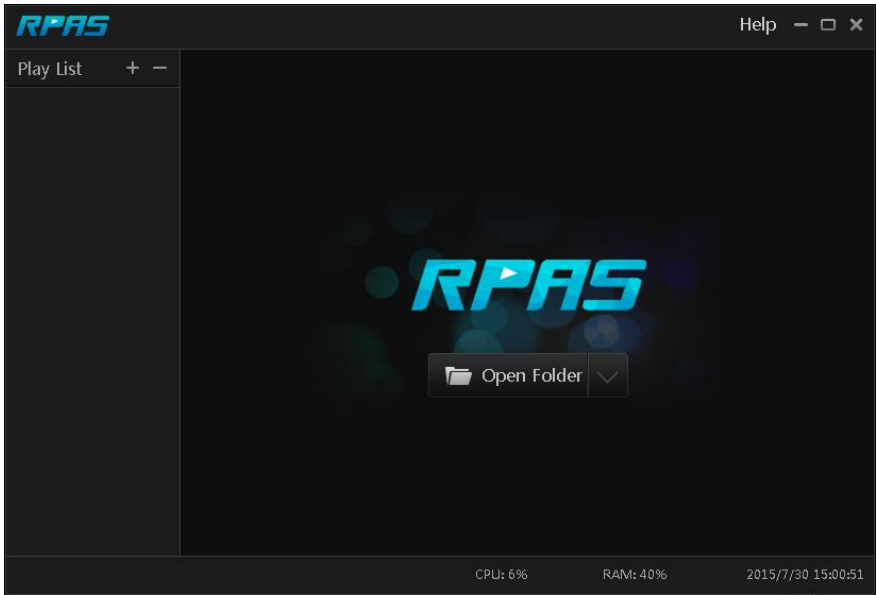 RPAS Help
Play List + −
RPAS
Open Folder
CPU: 6% RAM: 40% 2015/7/30 15:00:51